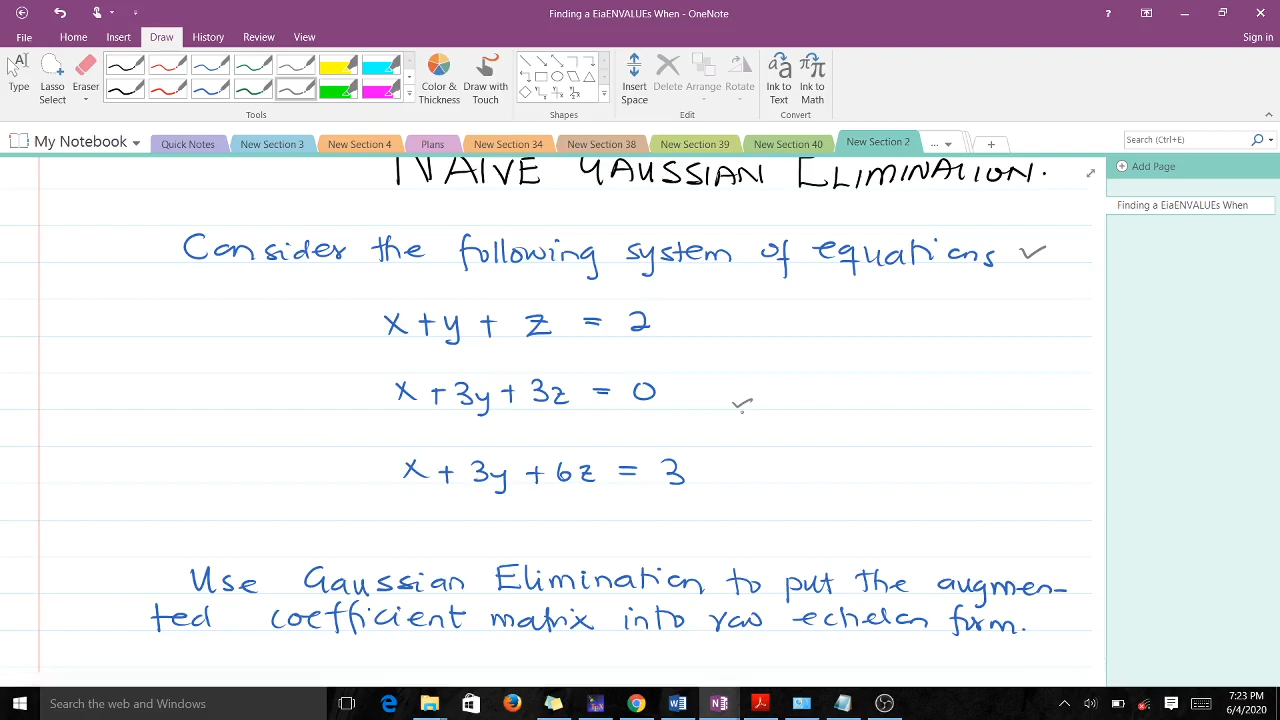 Finding a EiaENVALUEs When - OneNote
File Home Insert Draw History Review View Sign in
Type Lasso Select Eraser Color & Thickness Draw with Touch Insert Space Delete Arrange Rotate Ink to Text Ink to Math
Tools Shapes Edit Convert
My Notebook Quick Notes New Section 3 New Section 4 Plans New Section 34 New Section 38 New Section 39 New Section 40 New Section 2 ... + Search (Ctrl+E)
Add Page
Finding a EiaENVALUEs When
NAIVE GAUSSIAN ELIMINATION.
Consider the following system of equations ✓
x + y + z = 2
x + 3y + 3z = 0
x + 3y + 6z = 3
Use Gaussian Elimination to put the augmen-
ted coefficient matrix into row echelon form.
Search the web and Windows
7:23 PM
6/4/2020